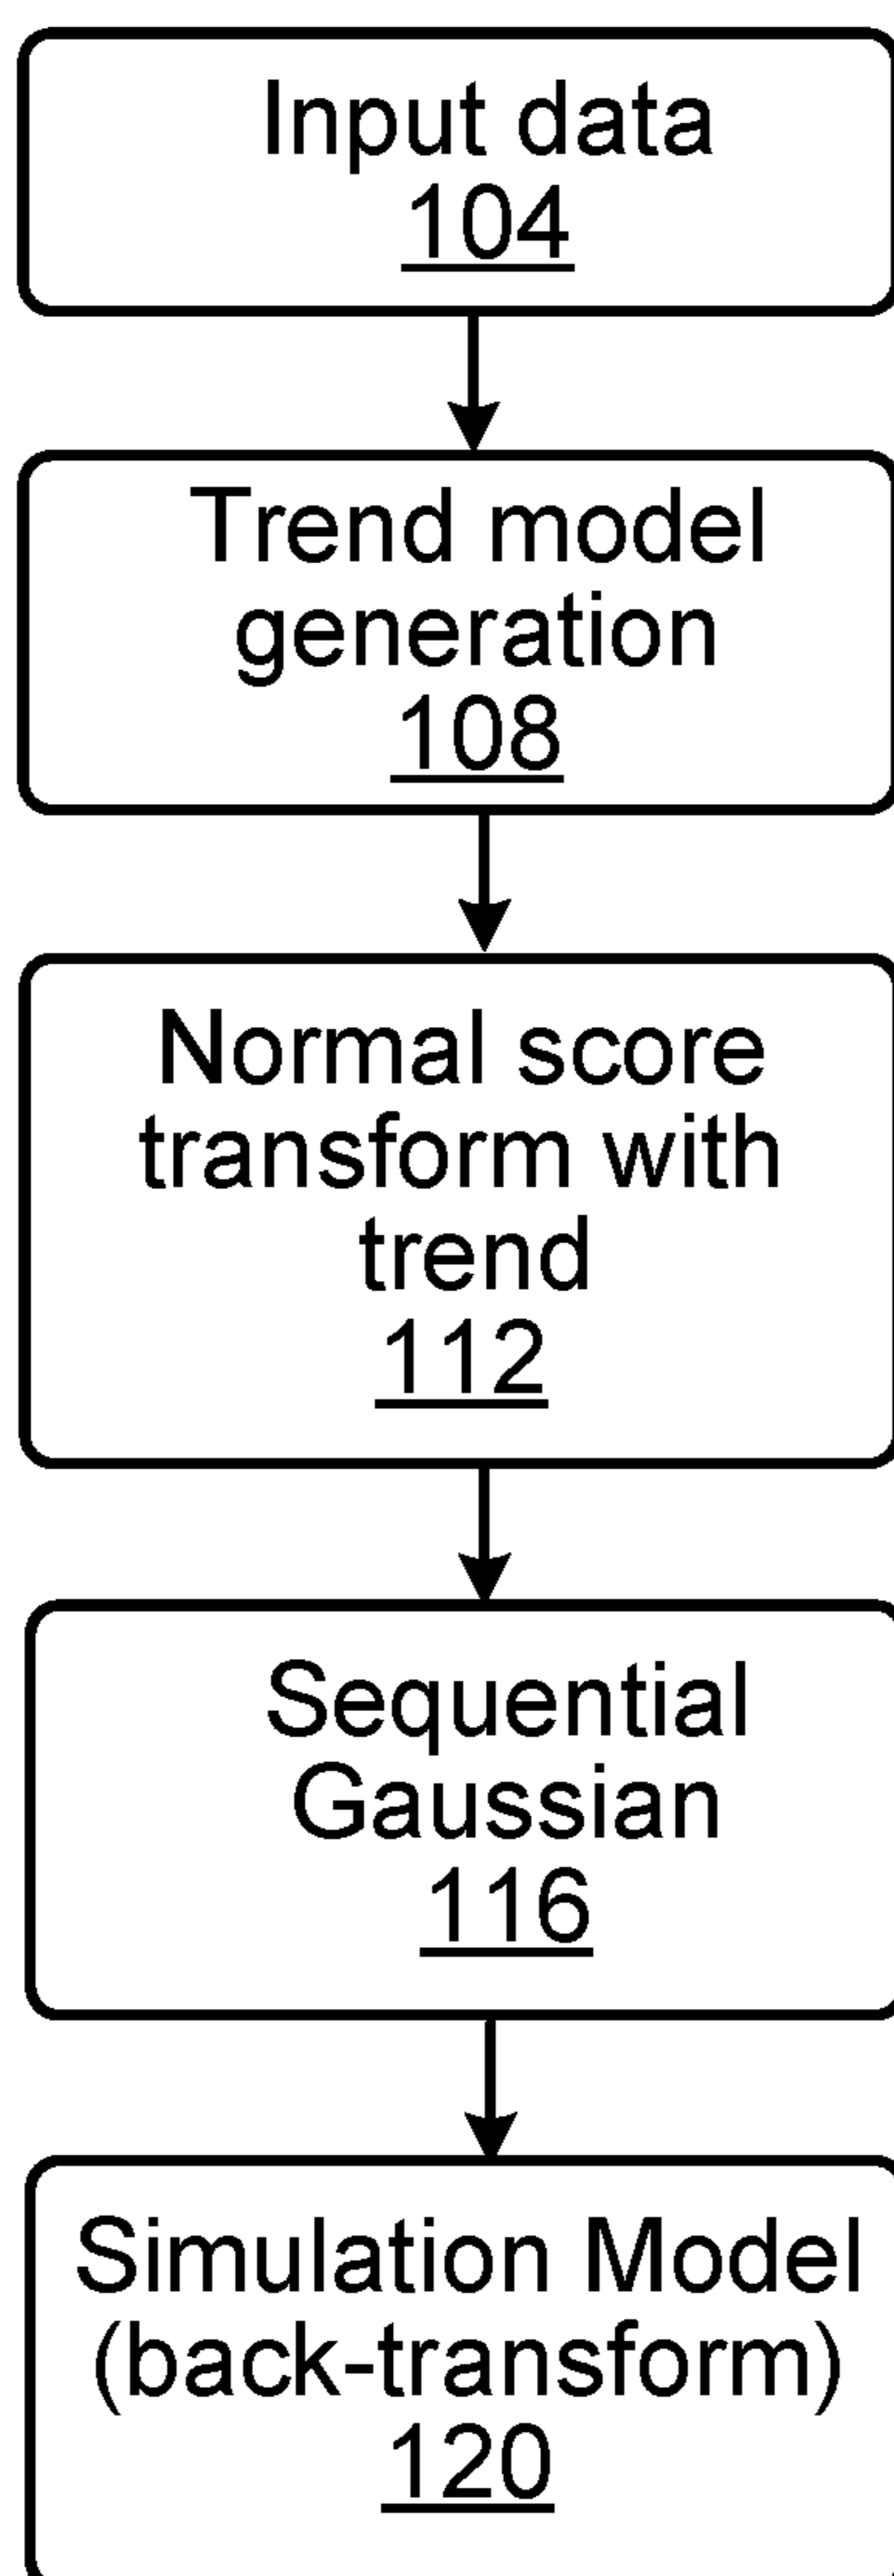 Input data
104
Trend model
generation
108
Normal score
transform with
trend
112
Sequential
Gaussian
116
Simulation Model
(back-transform)
120